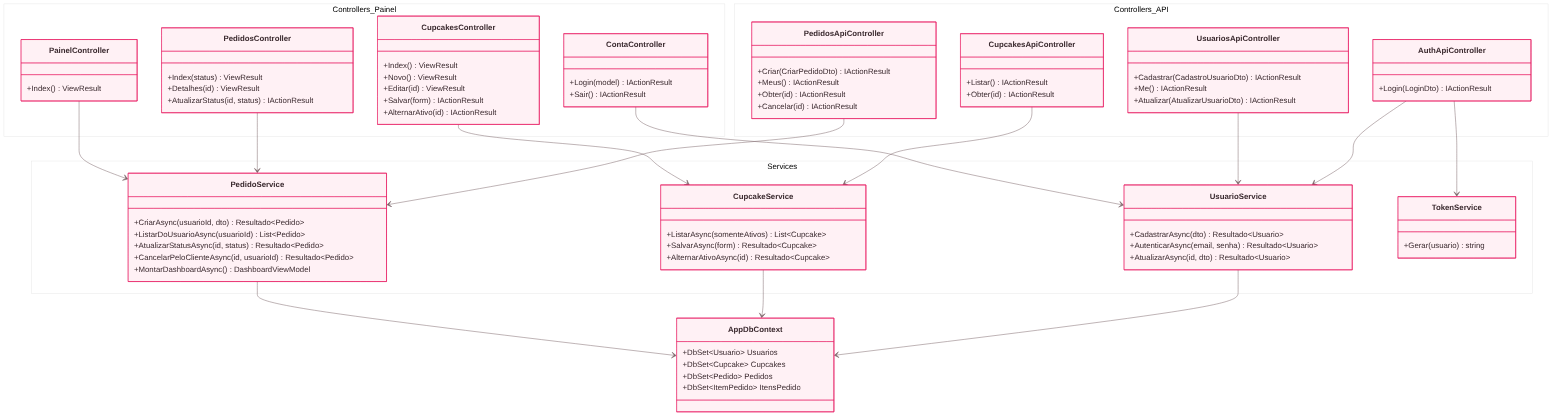 Controllers_Painel
PainelController
+Index() : ViewResult
PedidosController
+Index(status) : ViewResult
+Detalhes(id) : ViewResult
+AtualizarStatus(id, status) : IActionResult
CupcakesController
+Index() : ViewResult
+Novo() : ViewResult
+Editar(id) : ViewResult
+Salvar(form) : IActionResult
+AlternarAtivo(id) : IActionResult
ContaController
+Login(model) : IActionResult
+Sair() : IActionResult
Controllers_API
PedidosApiController
+Criar(CriarPedidoDto) : IActionResult
+Meus() : IActionResult
+Obter(id) : IActionResult
+Cancelar(id) : IActionResult
CupcakesApiController
+Listar() : IActionResult
+Obter(id) : IActionResult
UsuariosApiController
+Cadastrar(CadastroUsuarioDto) : IActionResult
+Me() : IActionResult
+Atualizar(AtualizarUsuarioDto) : IActionResult
AuthApiController
+Login(LoginDto) : IActionResult
Services
PedidoService
+CriarAsync(usuarioId, dto) : Resultado<Pedido>
+ListarDoUsuarioAsync(usuarioId) : List<Pedido>
+AtualizarStatusAsync(id, status) : Resultado<Pedido>
+CancelarPeloClienteAsync(id, usuarioId) : Resultado<Pedido>
+MontarDashboardAsync() : DashboardViewModel
CupcakeService
+ListarAsync(somenteAtivos) : List<Cupcake>
+SalvarAsync(form) : Resultado<Cupcake>
+AlternarAtivoAsync(id) : Resultado<Cupcake>
UsuarioService
+CadastrarAsync(dto) : Resultado<Usuario>
+AutenticarAsync(email, senha) : Resultado<Usuario>
+AtualizarAsync(id, dto) : Resultado<Usuario>
TokenService
+Gerar(usuario) : string
AppDbContext
+DbSet<Usuario> Usuarios
+DbSet<Cupcake> Cupcakes
+DbSet<Pedido> Pedidos
+DbSet<ItemPedido> ItensPedido